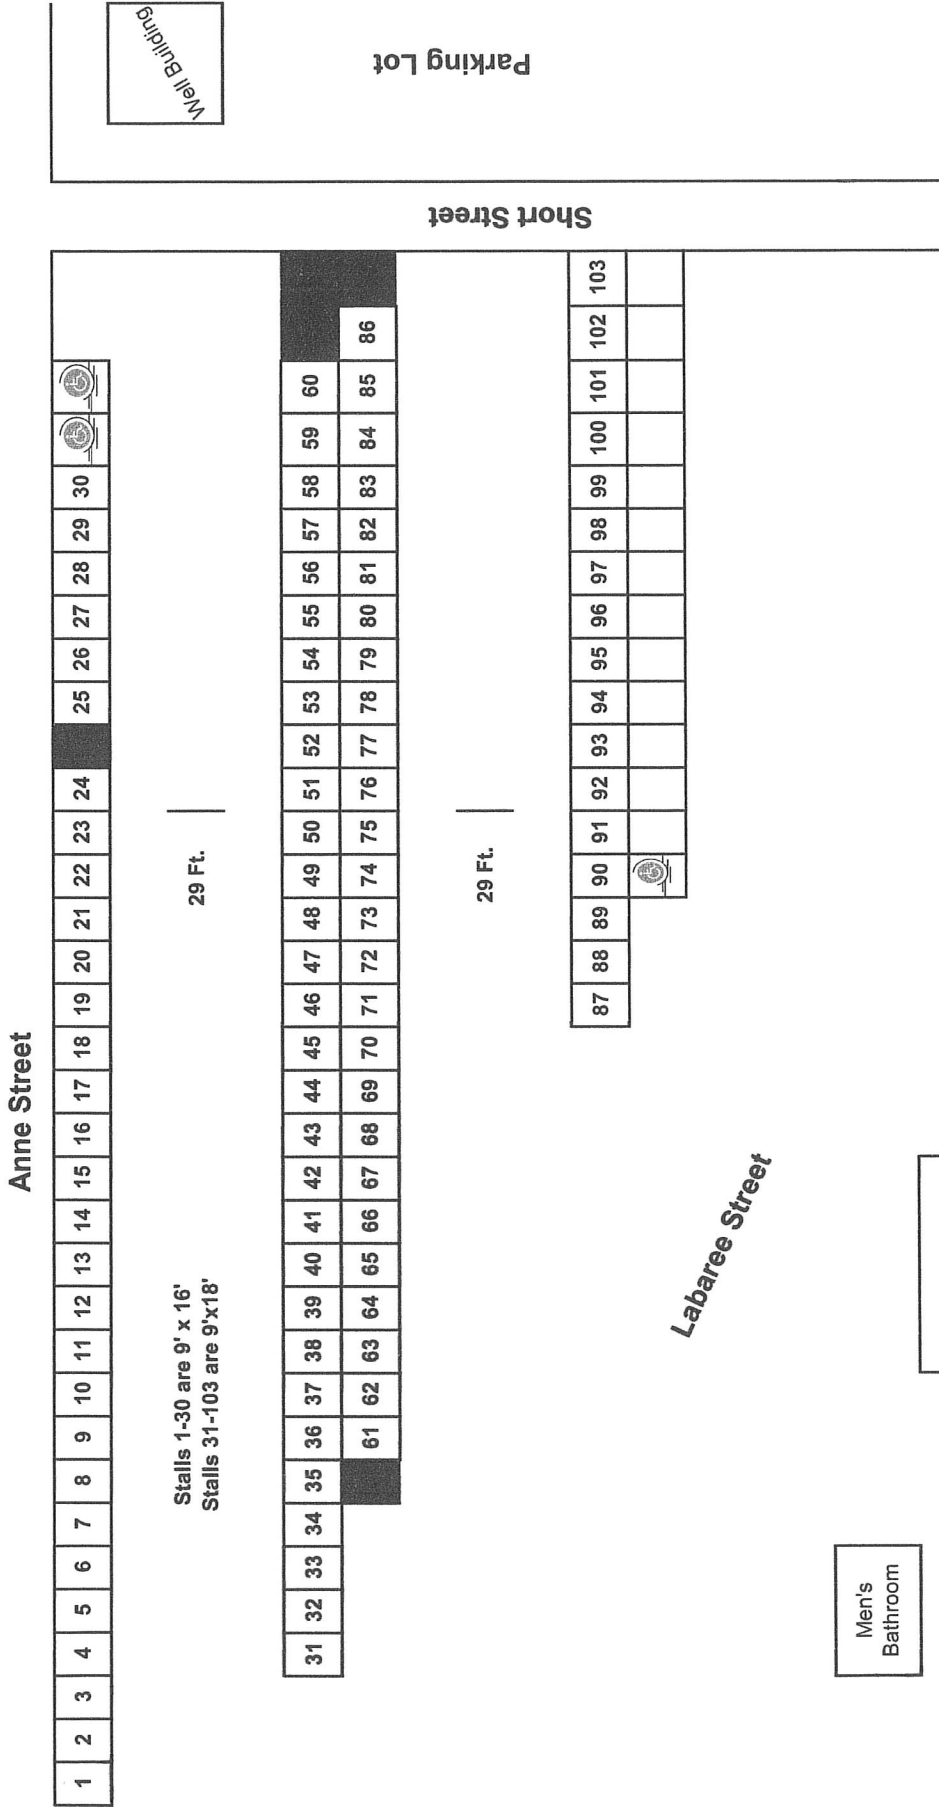 Anne Street
1 2 3 4 5 6 7 8 9 10 11 12 13 14 15 16 17 18 19 20 21 22 23 24 25 26 27 28 29 30
Well Building
Stalls 1-30 are 9' x 16'
Stalls 31-103 are 9'x18'
29 Ft.
31 32 33 34 35 36 37 38 39 40 41 42 43 44 45 46 47 48 49 50 51 52 53 54 55 56 57 58 59 60
61 62 63 64 65 66 67 68 69 70 71 72 73 74 75 76 77 78 79 80 81 82 83 84 85 86
Short Street
Parking Lot
29 Ft.
87 88 89 90 91 92 93 94 95 96 97 98 99 100 101 102 103
Labaree Street
Men's
Bathroom